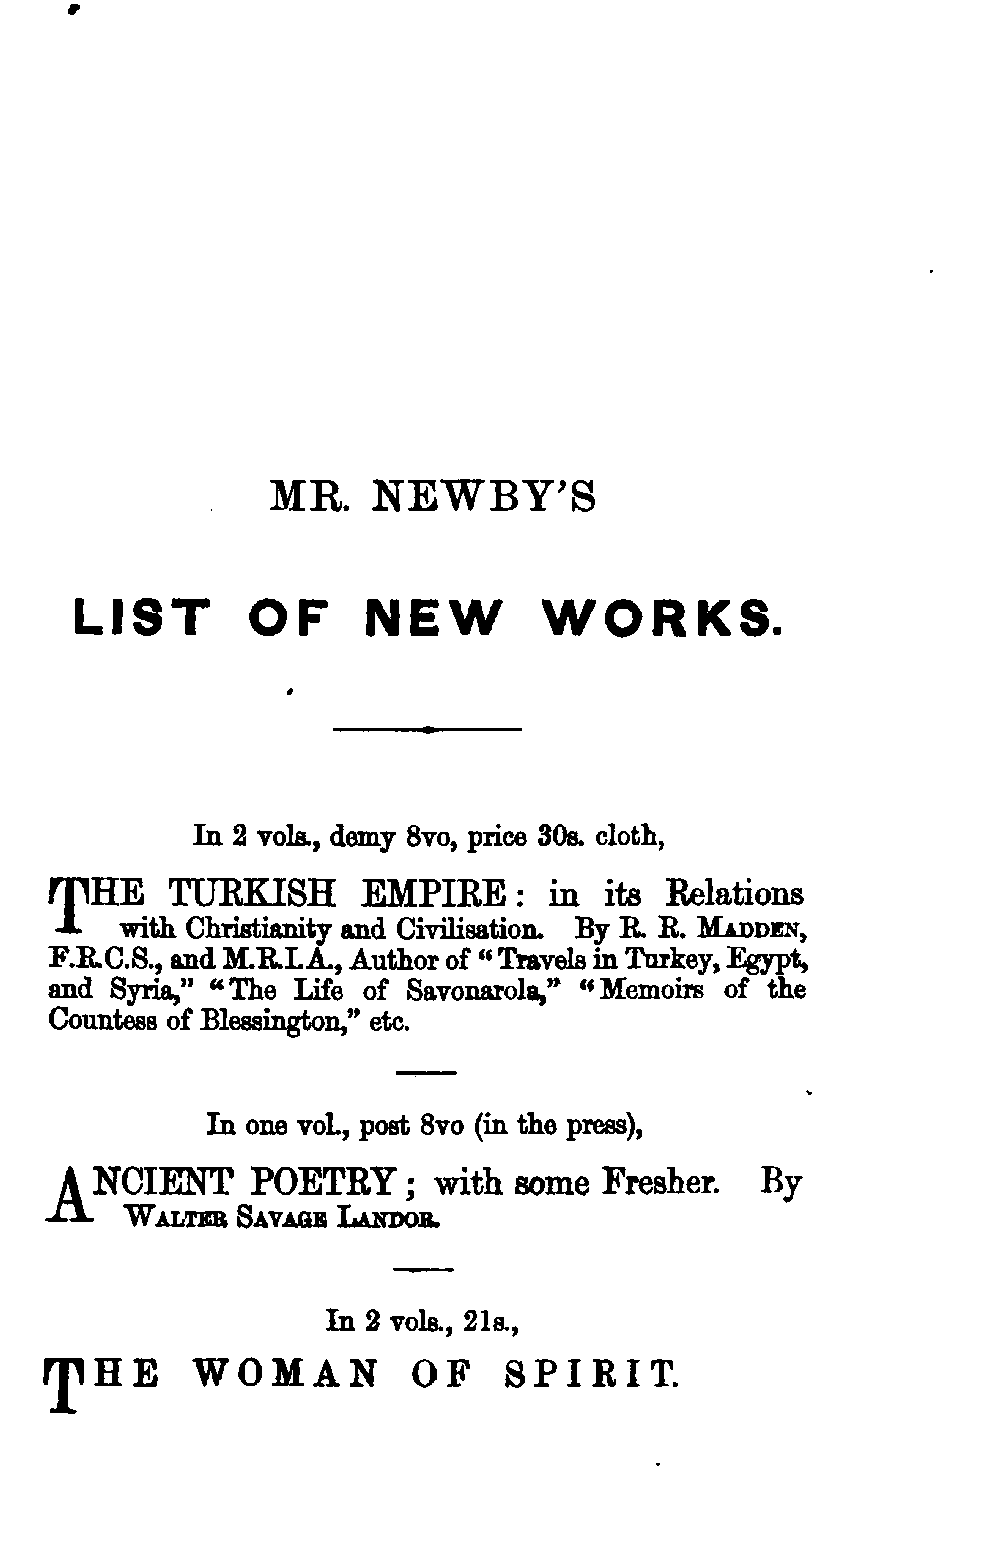 MR. NEWBY'S
LIST OF NEW WORKS.
In 2 vols., demy 8vo, price 30s. cloth,
THE TURKISH EMPIRE: in its Relations
with Christianity and Civilisation. By R. R. MADDEN,
F.R.C.S., and M.R.I.A., Author of “Travels in Turkey, Egypt,
and Syria,” “The Life of Savonarola,” “Memoirs of the
Countess of Blessington,” etc.
In one vol., post 8vo (in the press),
ANCIENT POETRY; with some Fresher. By
WALTER SAVAGE LANDOR.
In 2 vols., 21s.,
THE WOMAN OF SPIRIT.